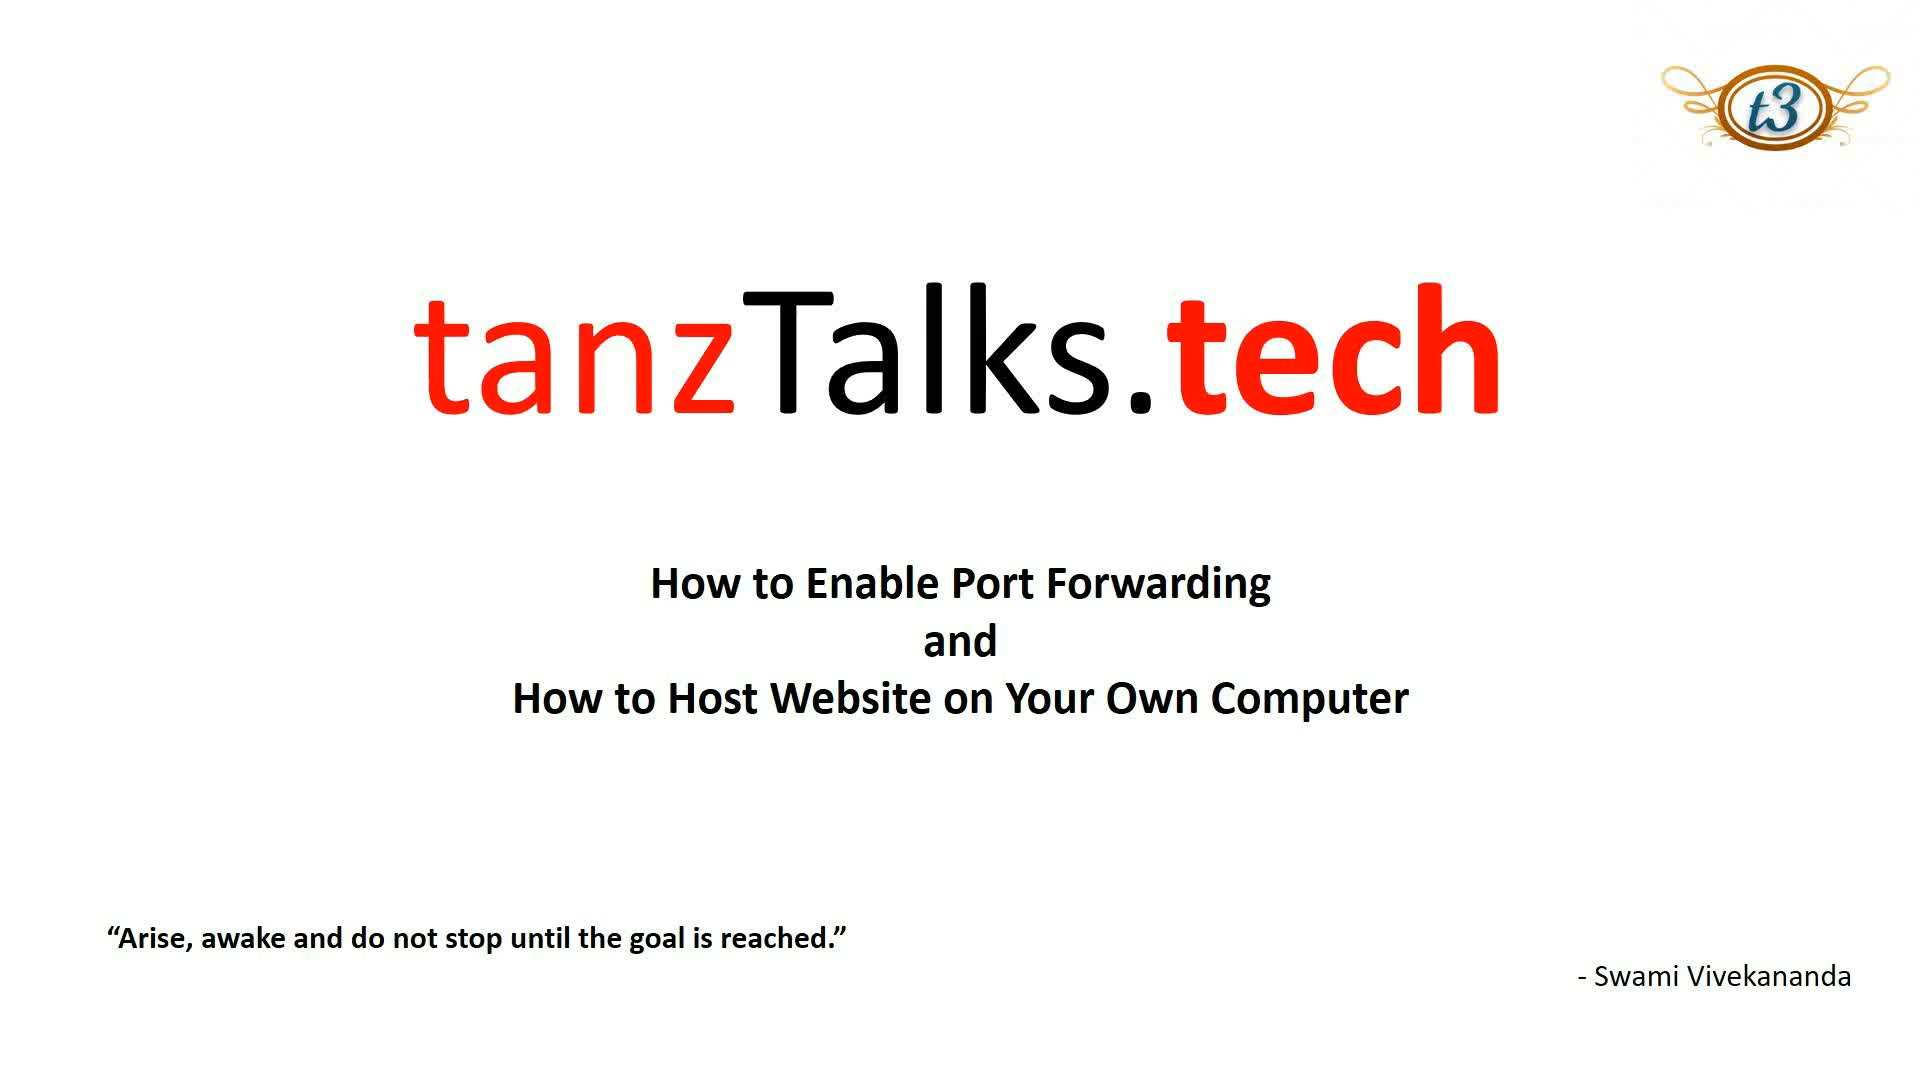 t3
tanzTalks.tech
How to Enable Port Forwarding
and
How to Host Website on Your Own Computer
“Arise, awake and do not stop until the goal is reached.”
- Swami Vivekananda